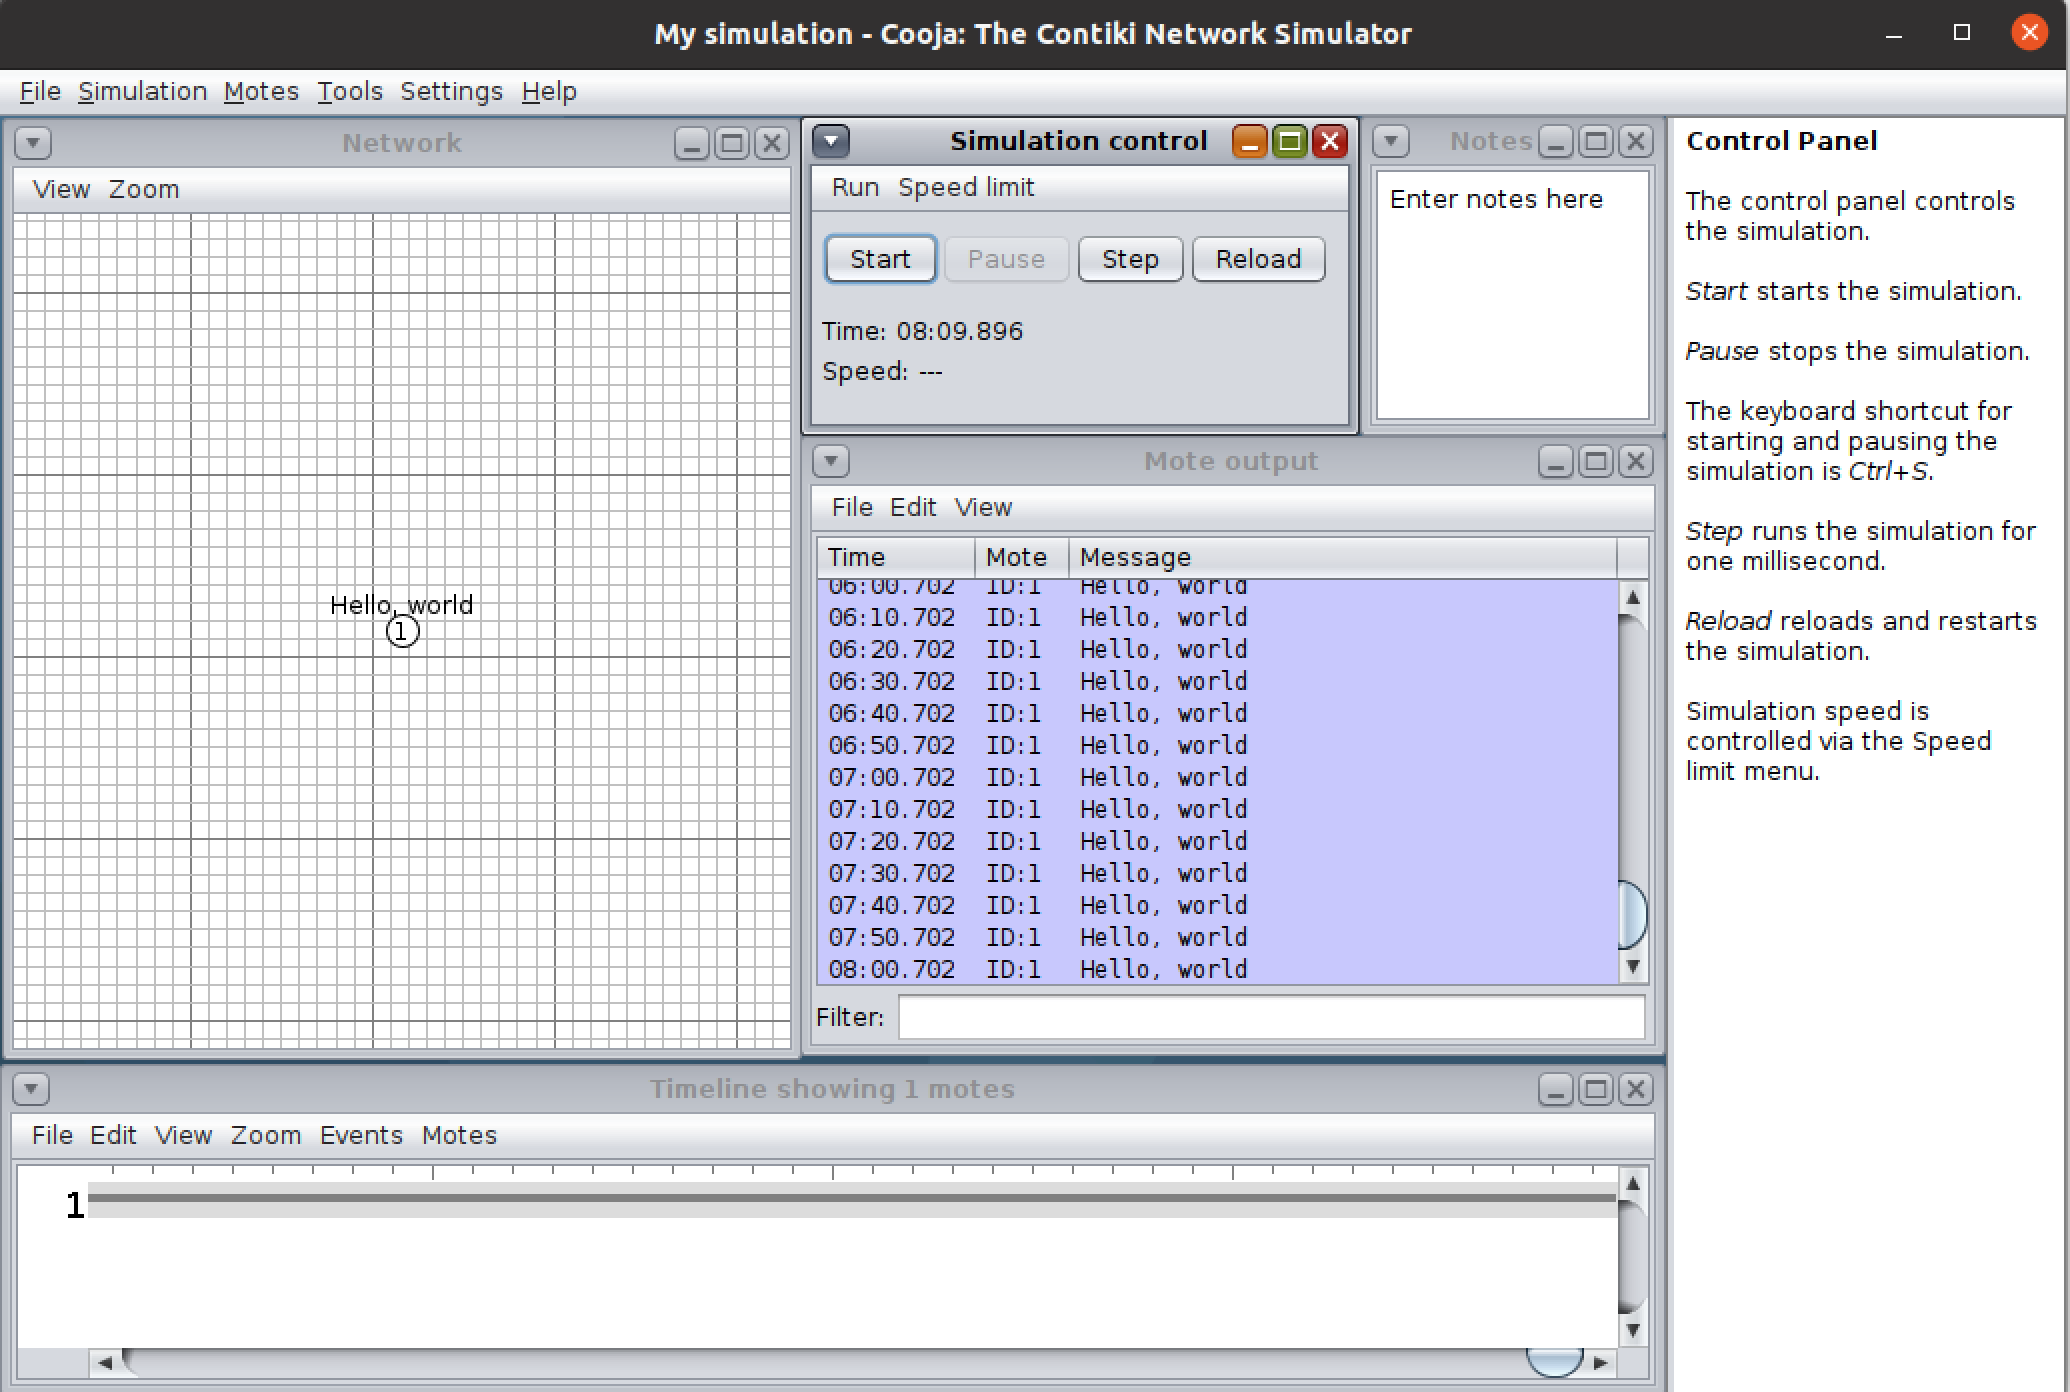 My simulation - Cooja: The Contiki Network Simulator
File Simulation Motes Tools Settings Help
Network
View Zoom
Hello, world
1
Simulation control
Run Speed limit
Start Pause Step Reload
Time: 08:09.896
Speed: ---
Notes
Enter notes here
Mote output
File Edit View
Time Mote Message
06:00.702 ID:1 Hello, world
06:10.702 ID:1 Hello, world
06:20.702 ID:1 Hello, world
06:30.702 ID:1 Hello, world
06:40.702 ID:1 Hello, world
06:50.702 ID:1 Hello, world
07:00.702 ID:1 Hello, world
07:10.702 ID:1 Hello, world
07:20.702 ID:1 Hello, world
07:30.702 ID:1 Hello, world
07:40.702 ID:1 Hello, world
07:50.702 ID:1 Hello, world
08:00.702 ID:1 Hello, world
Filter:
Timeline showing 1 motes
File Edit View Zoom Events Motes
1
Control Panel
The control panel controls
the simulation.
Start starts the simulation.
Pause stops the simulation.
The keyboard shortcut for
starting and pausing the
simulation is Ctrl+S.
Step runs the simulation for
one millisecond.
Reload reloads and restarts
the simulation.
Simulation speed is
controlled via the Speed
limit menu.